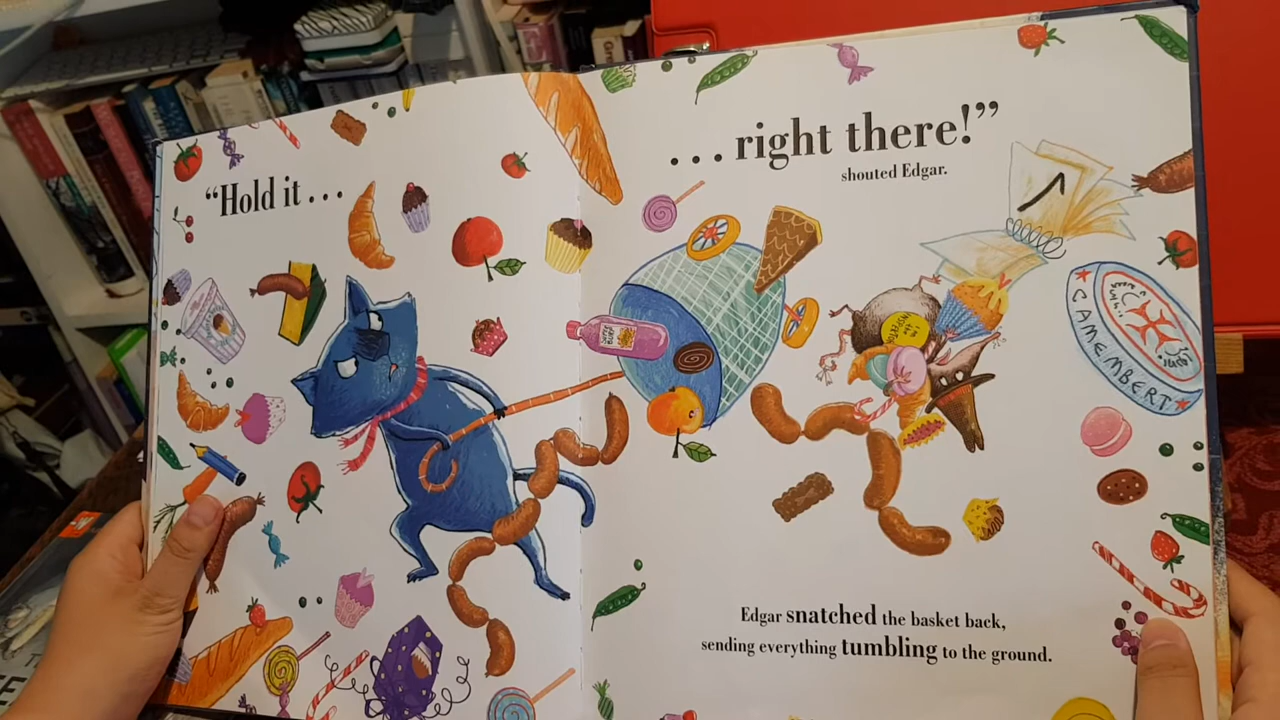 “Hold it . . .
. . . right there!”
shouted Edgar.
CAMEMBERT
Edgar snatched the basket back,
sending everything tumbling to the ground.